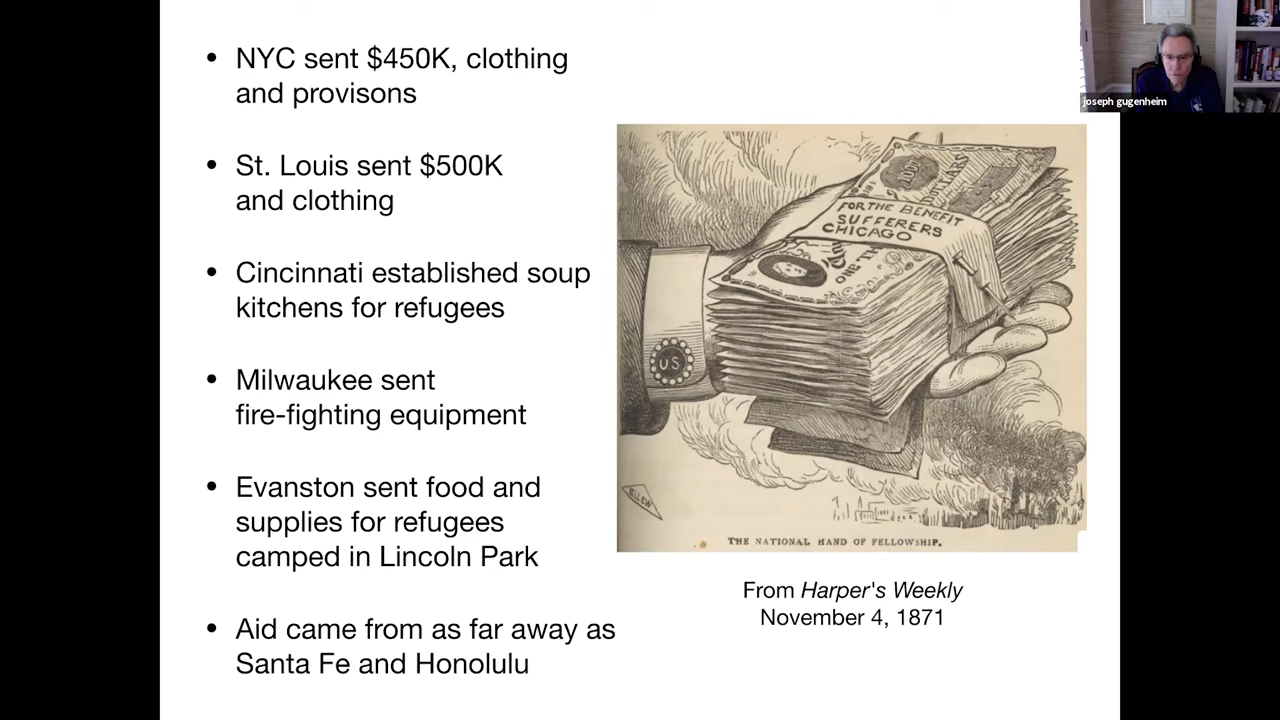 • NYC sent $450K, clothing
and provisons
• St. Louis sent $500K
and clothing
• Cincinnati established soup
kitchens for refugees
• Milwaukee sent
fire-fighting equipment
• Evanston sent food and
supplies for refugees
camped in Lincoln Park
• Aid came from as far away as
Santa Fe and Honolulu
joseph gugenheim
DOLLARS
FOR THE BENEFIT
SUFFERERS
CHICAGO
ONE TH
U.S
THE NATIONAL HAND OF FELLOWSHIP.
From Harper's Weekly
November 4, 1871